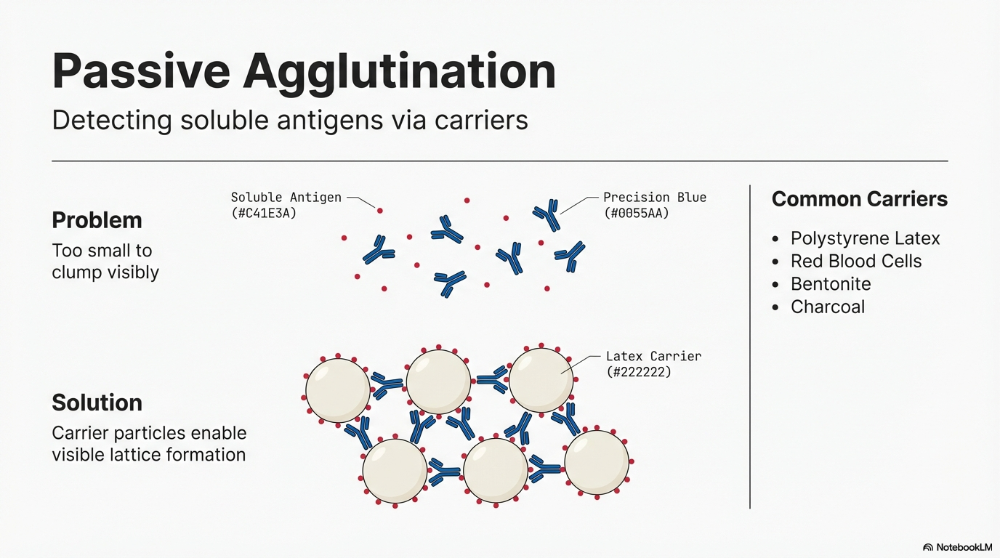 Passive Agglutination
Detecting soluble antigens via carriers
Problem
Too small to
clump visibly
Soluble Antigen
(#C41E3A)
Precision Blue
(#0055AA)
Solution
Carrier particles enable
visible lattice formation
Latex Carrier
(#222222)
Common Carriers
• Polystyrene Latex
• Red Blood Cells
• Bentonite
• Charcoal
NotebookLM